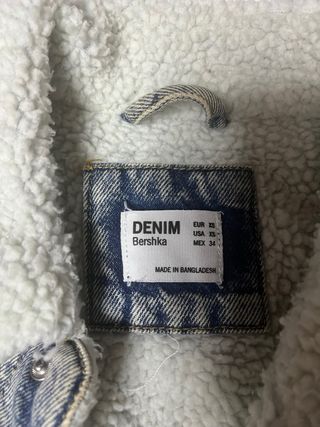 DENIM
Bershka
EUR XS
USA XS
MEX 34
MADE IN BANGLADESH